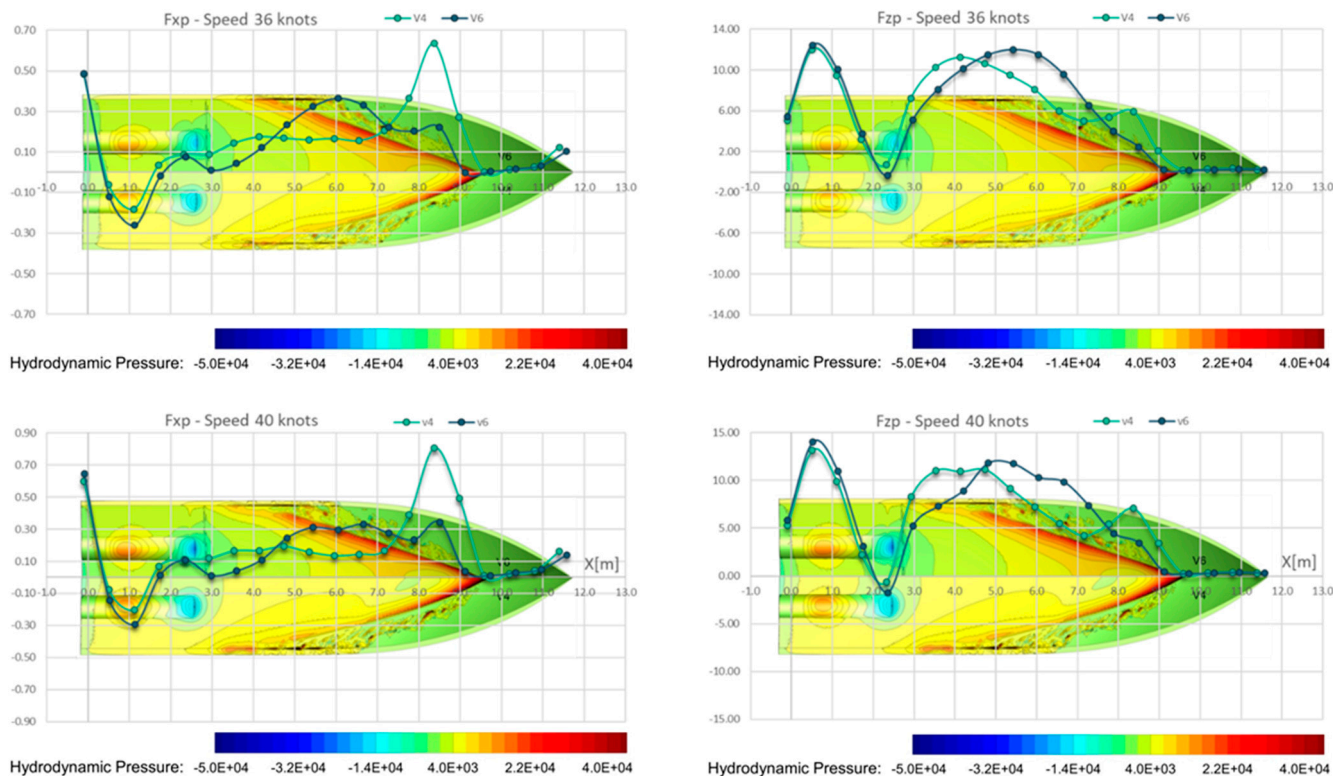 Fxp - Speed 36 knots
V4 V6
0.70
0.50
0.30
0.10
-0.10
-0.30
-0.50
-0.70
-1.0 0.0 1.0 2.0 3.0 4.0 5.0 6.0 7.0 8.0 9.0 10.0 11.0 12.0 13.0
V6
Hydrodynamic Pressure: -5.0E+04 -3.2E+04 -1.4E+04 4.0E+03 2.2E+04 4.0E+04
Fzp - Speed 36 knots
V4 V6
14.00
10.00
6.00
2.00
-2.00
-6.00
-10.00
-14.00
-1.0 0.0 1.0 2.0 3.0 4.0 5.0 6.0 7.0 8.0 9.0 10.0 11.0 12.0 13.0
V6
Hydrodynamic Pressure: -5.0E+04 -3.2E+04 -1.4E+04 4.0E+03 2.2E+04 4.0E+04
Fxp - Speed 40 knots
v4 v6
0.90
0.70
0.50
0.30
0.10
-0.10
-0.30
-0.50
-0.70
-0.90
X[m]
-1.0 0.0 1.0 2.0 3.0 4.0 5.0 6.0 7.0 8.0 9.0 10.0 11.0 12.0 13.0
V4
Hydrodynamic Pressure: -5.0E+04 -3.2E+04 -1.4E+04 4.0E+03 2.2E+04 4.0E+04
Fzp - Speed 40 knots
v4 v6
15.00
10.00
5.00
0.00
-5.00
-10.00
-15.00
V6
X[m]
-1.0 0.0 1.0 2.0 3.0 4.0 5.0 6.0 7.0 8.0 9.0 10.0 11.0 12.0 13.0
V4
Hydrodynamic Pressure: -5.0E+04 -3.2E+04 -1.4E+04 4.0E+03 2.2E+04 4.0E+04